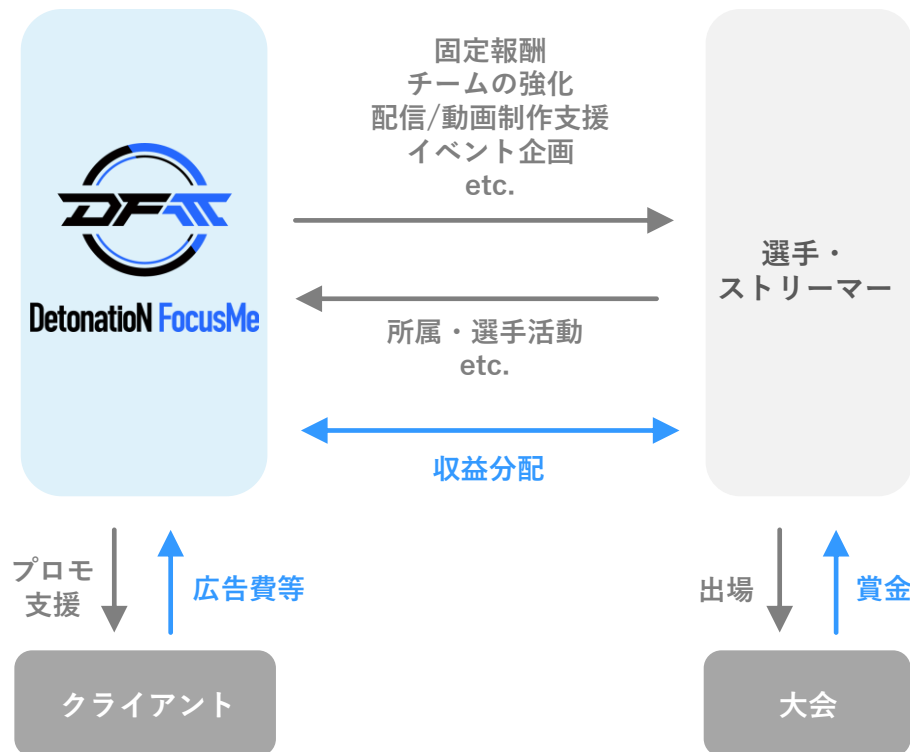 固定報酬
チームの強化
配信/動画制作支援
イベント企画
etc.
DFM
DetonatioN FocusMe
選手・
ストリーマー
所属・選手活動
etc.
収益分配
プロモ
支援
広告費等
出場
賞金
クライアント
大会